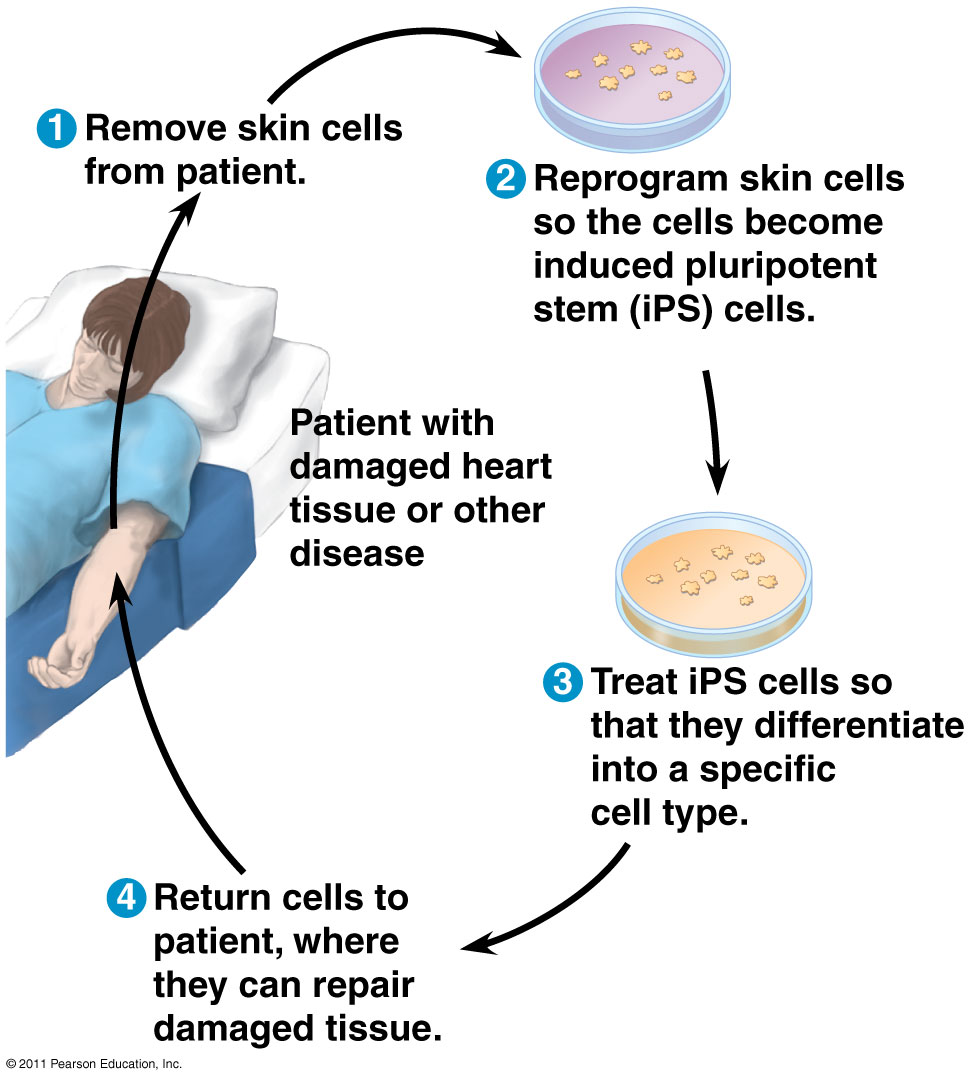 1 Remove skin cells
from patient.
2 Reprogram skin cells
so the cells become
induced pluripotent
stem (iPS) cells.
Patient with
damaged heart
tissue or other
disease
3 Treat iPS cells so
that they differentiate
into a specific
cell type.
4 Return cells to
patient, where
they can repair
damaged tissue.
© 2011 Pearson Education, Inc.